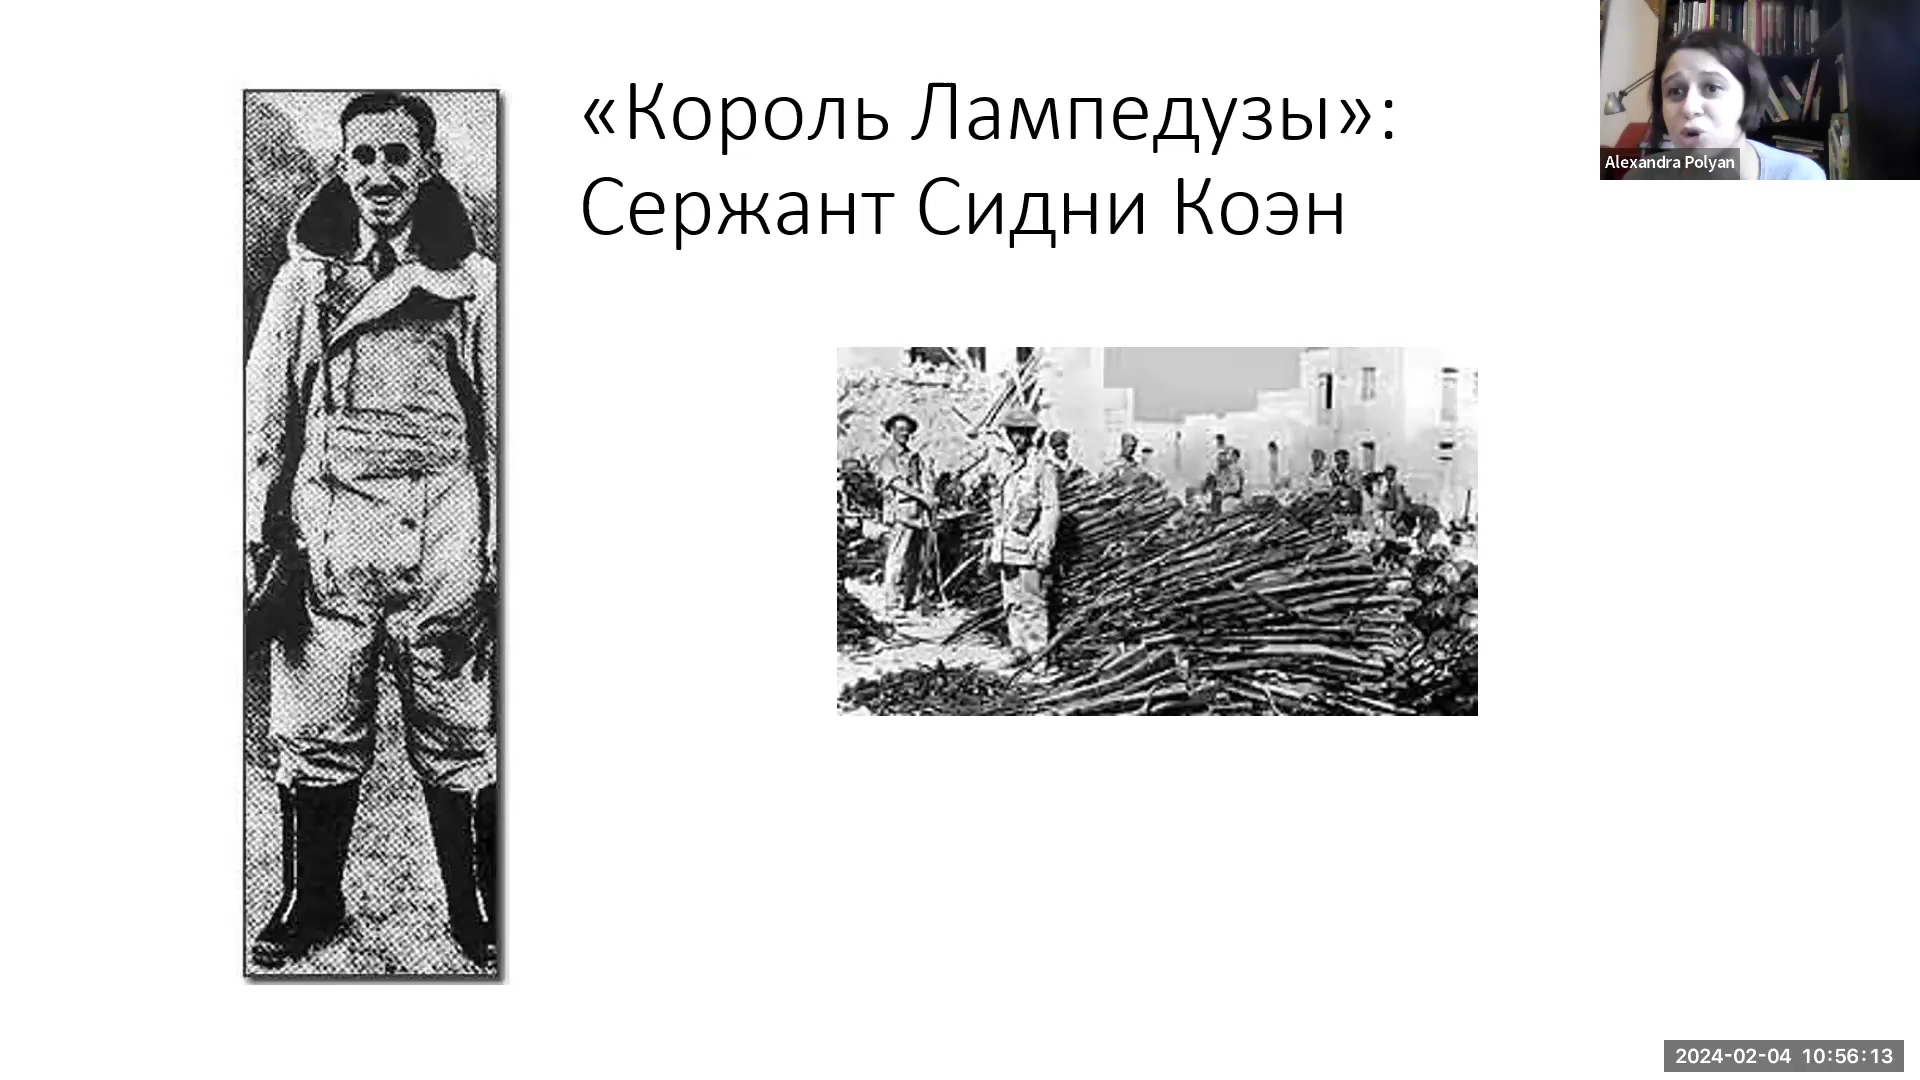 «Король Лампедузы»:
Сержант Сидни Коэн
Alexandra Polyan
2024-02-04 10:56:13